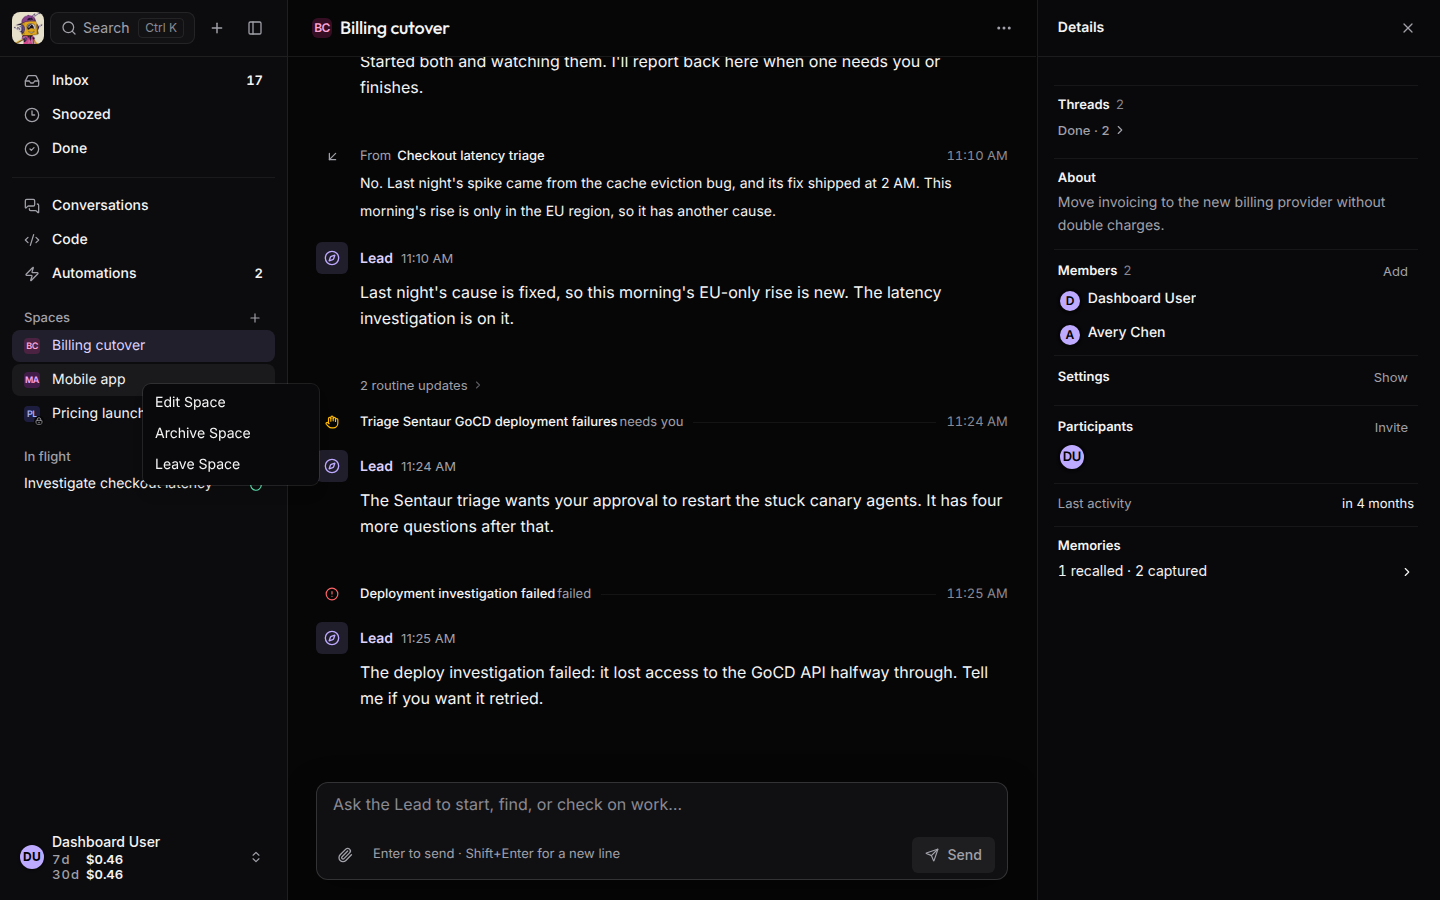 Search Ctrl K
Inbox 17
Snoozed
Done
Conversations
Code
Automations 2
Spaces
BC Billing cutover
MA Mobile app
PL Pricing launch
Edit Space
Archive Space
Leave Space
In flight
Investigate checkout latency
DU Dashboard User
7d $0.46
30d $0.46
BC Billing cutover
Started both and watching them. I'll report back here when one needs you or
finishes.
From Checkout latency triage 11:10 AM
No. Last night's spike came from the cache eviction bug, and its fix shipped at 2 AM. This
morning's rise is only in the EU region, so it has another cause.
Lead 11:10 AM
Last night's cause is fixed, so this morning's EU-only rise is new. The latency
investigation is on it.
2 routine updates
Triage Sentaur GoCD deployment failures needs you 11:24 AM
Lead 11:24 AM
The Sentaur triage wants your approval to restart the stuck canary agents. It has four
more questions after that.
Deployment investigation failed failed 11:25 AM
Lead 11:25 AM
The deploy investigation failed: it lost access to the GoCD API halfway through. Tell
me if you want it retried.
Ask the Lead to start, find, or check on work...
Enter to send · Shift+Enter for a new line
Send
Details
Threads 2
Done · 2
About
Move invoicing to the new billing provider without
double charges.
Members 2 Add
D Dashboard User
A Avery Chen
Settings Show
Participants Invite
DU
Last activity in 4 months
Memories
1 recalled · 2 captured